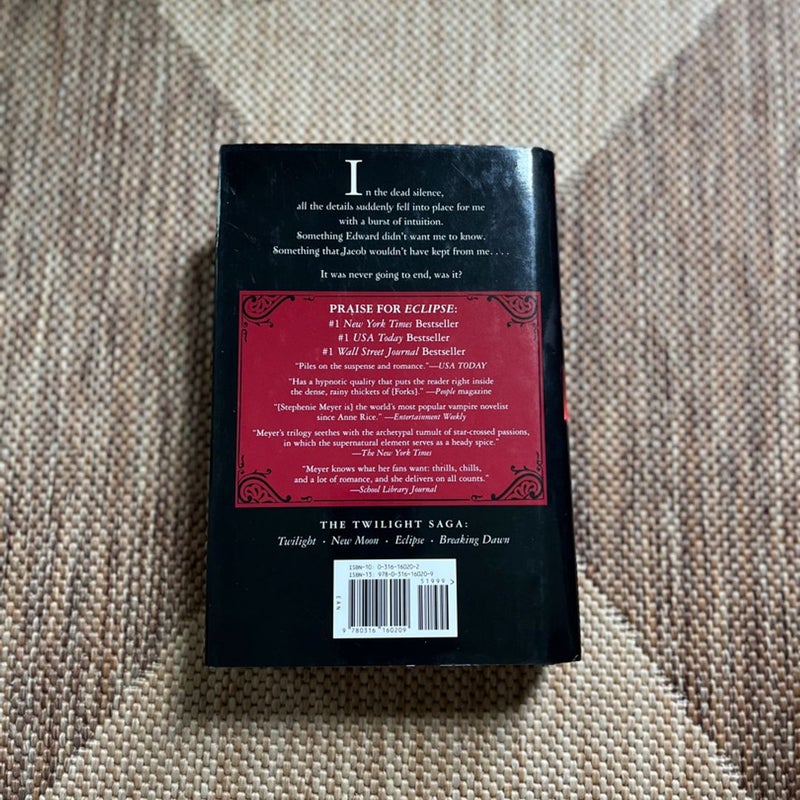 In the dead silence,
all the details suddenly fell into place for me
with a burst of intuition.
Something Edward didn't want me to know.
Something that Jacob wouldn't have kept from me. . . .
It was never going to end, was it?
PRAISE FOR ECLIPSE:
#1 New York Times Bestseller
#1 USA Today Bestseller
#1 Wall Street Journal Bestseller
"Piles on the suspense and romance."—USA TODAY
"Has a hypnotic quality that puts the reader right inside
the dense, rainy thickets of [Forks]."—People magazine
"[Stephenie Meyer is] the world's most popular vampire novelist
since Anne Rice." —Entertainment Weekly
"Meyer's trilogy seethes with the archetypal tumult of star-crossed passions,
in which the supernatural element serves as a heady spice."
—The New York Times
"Meyer knows what her fans want: thrills, chills,
and a lot of romance, and she delivers on all counts."
—School Library Journal
THE TWILIGHT SAGA:
Twilight · New Moon · Eclipse · Breaking Dawn
ISBN-10: 0-316-16020-2
ISBN-13: 978-0-316-16020-9
51999>
EAN
9 780316 160209